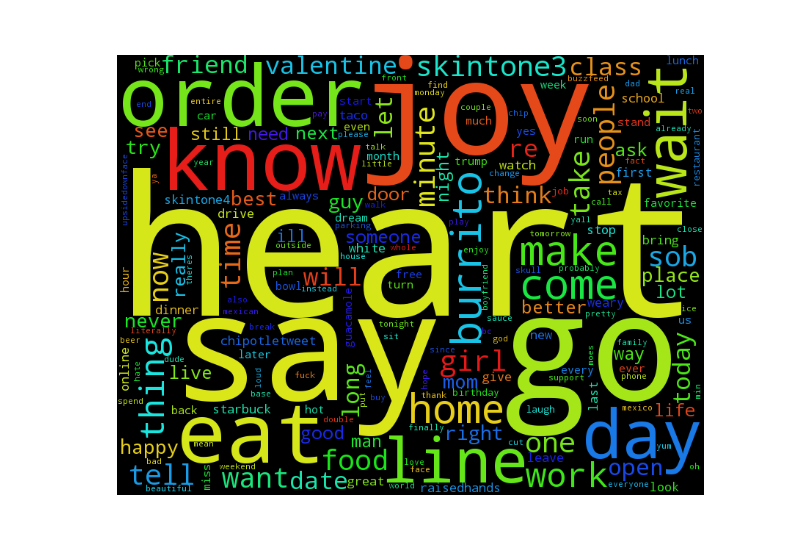 pick
wrong
friend
valentine
front
skintone3
class
buzzfeed
dad
lunch
real
find
monday
couple
chip
week
school
two
order
joy
wait
end
entire
car
pay
start
taco
even
please
let
much
yes
soon
stand
already
see
still
need
next
minute
re
people
ask
restaurant
try
know
talk
little
trump
watch
run
take
upsidedownface
ya
year
month
night
change
fact
first
skintone4
best
always
guy
walk
door
think
job
tax
call
favorite
drive
dream
burrito
play
yall
stop
close
heart
time
ill
outside
someone
white
parking
tomorrow
make
sob
bring
now
really
theres
house
enjoy
hour
will
whole
boyfriend
skull
probably
come
place
plan
free
weary
lot
dinner
bowl
instead
turn
better
ice
us
also
mexican
guacamole
sauce
pretty
never
say
go
literally
break
tonight
bc
new
family
beer
dude
chipotletweet
sit
god
moes
way
today
thing
hate
later
since
girl
ever
phone
online
live
loud
long
feel
mom
give
every
support
mexico
min
spend
base
starbuck
hot
put
buy
hope
thank
birthday
laugh
last
life
back
eat
double
home
day
happy
mean
fuck
good
man
finally
right
cut
one
yum
bad
line
leave
open
tell
miss
weekend
food
love
face
work
oh
want
date
great
world
raisedhands
everyone
look
beautiful